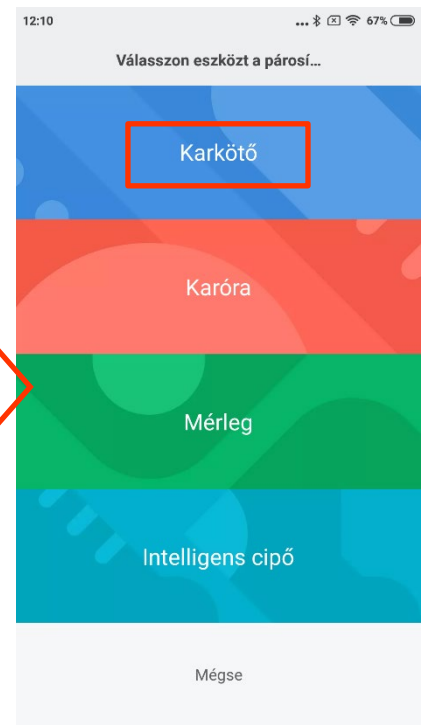 12:10 ... 67%
Válasszon eszközt a párosí...
Karkötő
Karóra
Mérleg
Intelligens cipő
Mégse